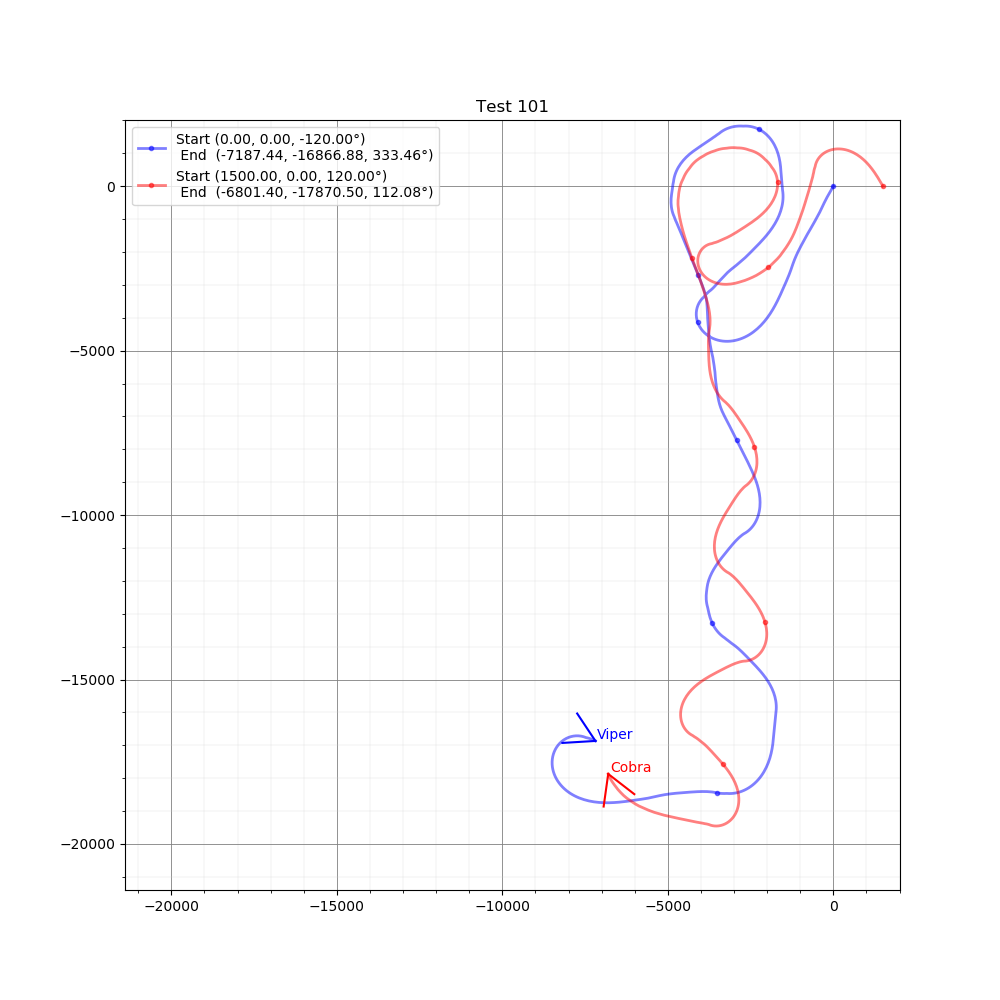 Test 101
Start (0.00, 0.00, -120.00°)
End  (-7187.44, -16866.88, 333.46°)
Start (1500.00, 0.00, 120.00°)
End  (-6801.40, -17870.50, 112.08°)
0
−5000
−10000
−15000
−20000
Viper
Cobra
−20000
−15000
−10000
−5000
0